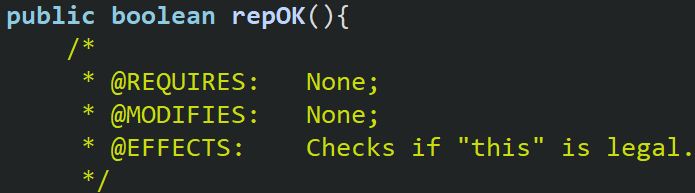 public boolean repOK(){
/*
* @REQUIRES: None;
* @MODIFIES: None;
* @EFFECTS: Checks if "this" is legal.
*/